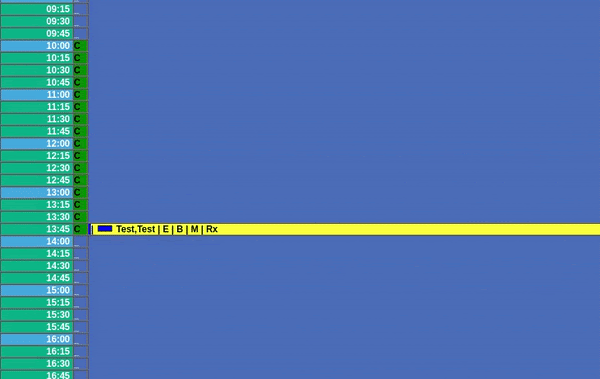 09:15 _
09:30 _
09:45 _
10:00 C
10:15 C
10:30 C
10:45 C
11:00 C
11:15 C
11:30 C
11:45 C
12:00 C
12:15 C
12:30 C
12:45 C
13:00 C
13:15 C
13:30 C
13:45 C Test,Test | E | B | M | Rx
14:00 _
14:15 _
14:30 _
14:45 _
15:00 _
15:15 _
15:30 _
15:45 _
16:00 _
16:15 _
16:30 _
16:45